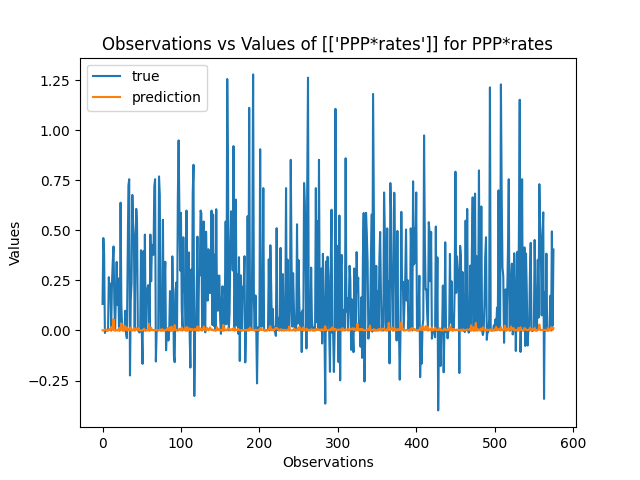 Observations vs Values of [['PPP*rates']] for PPP*rates
true
prediction
1.25
1.00
0.75
0.50
0.25
0.00
−0.25
Values
0
100
200
300
400
500
600
Observations